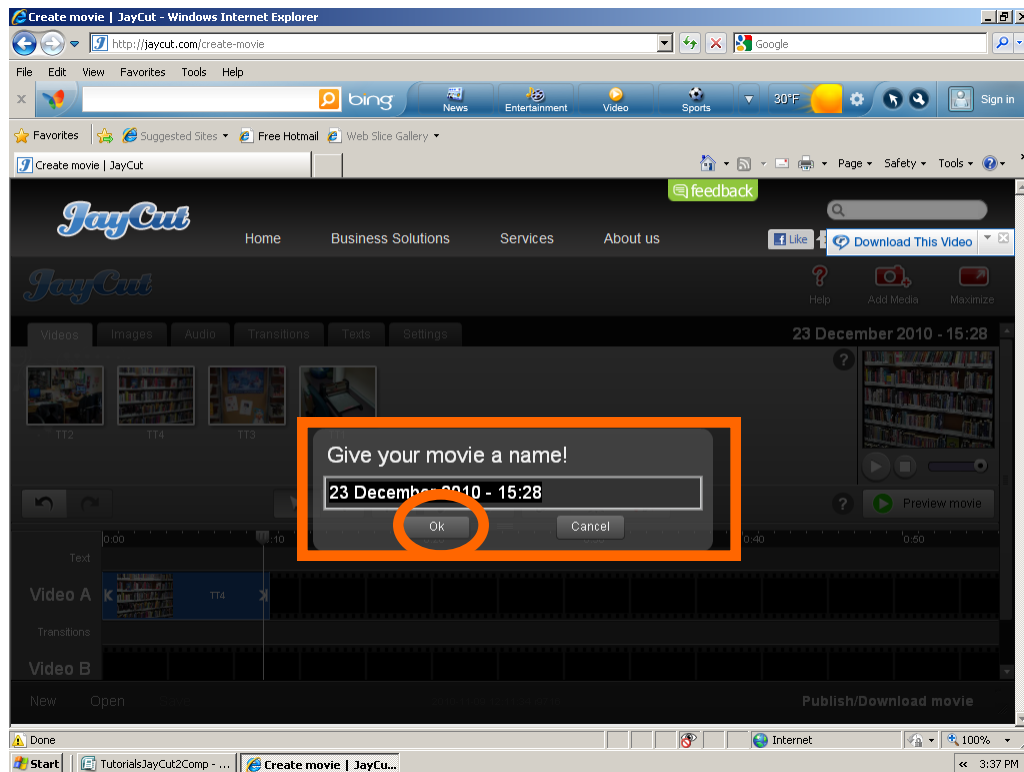 Create movie | JayCut - Windows Internet Explorer
http://jaycut.com/create-movie
Google
File Edit View Favorites Tools Help
bing News Entertainment Video Sports 30°F Sign in
Favorites Suggested Sites Free Hotmail Web Slice Gallery
Create movie | JayCut Page Safety Tools
feedback
JayCut
Home Business Solutions Services About us Like Download This Video
JayCut
Help Add Media Maximize
Videos Images Audio Transitions Texts Settings 23 December 2010 - 15:28
TT2 TT4 TT3
Give your movie a name!
23 December 2010 - 15:28
Ok Cancel
Preview movie
0:00 :10 0:40 0:50
Text
Video A TT4
Transitions
Video B
New Open Publish/Download movie
Done Internet 100%
Start TutorialsJayCut2Comp - ... Create movie | JayCu... 3:37 PM